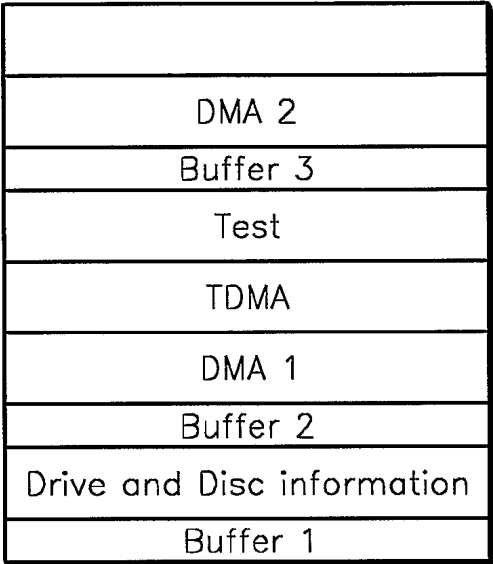 DMA 2
Buffer 3
Test
TDMA
DMA 1
Buffer 2
Drive and Disc information
Buffer 1